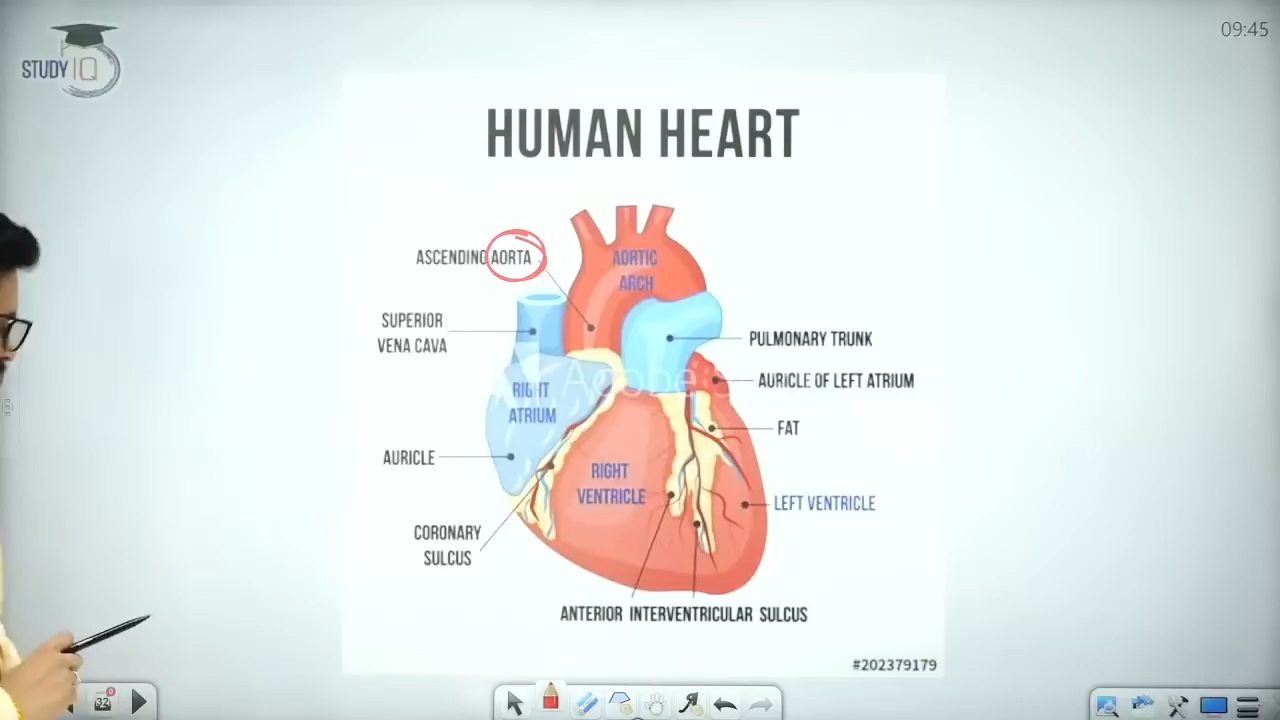 STUDY IQ
09:45
HUMAN HEART
ASCENDING AORTA
AORTIC
ARCH
SUPERIOR
VENA CAVA
PULMONARY TRUNK
AURICLE OF LEFT ATRIUM
RIGHT
ATRIUM
FAT
AURICLE
RIGHT
VENTRICLE
LEFT VENTRICLE
CORONARY
SULCUS
ANTERIOR INTERVENTRICULAR SULCUS
#202379179
32